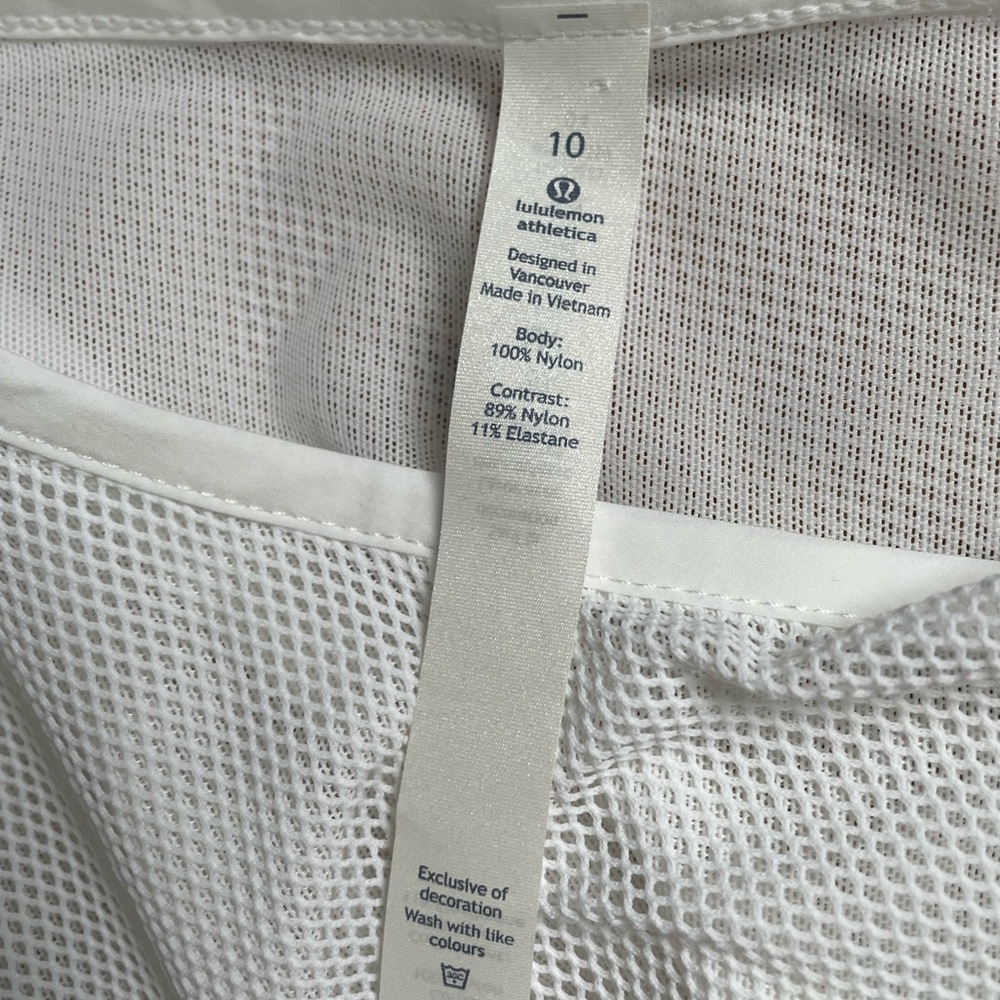 10
lululemon
athletica
Designed in
Vancouver
Made in Vietnam
Body:
100% Nylon
Contrast:
89% Nylon
11% Elastane
Exclusive of
decoration
Wash with like
colours
30C